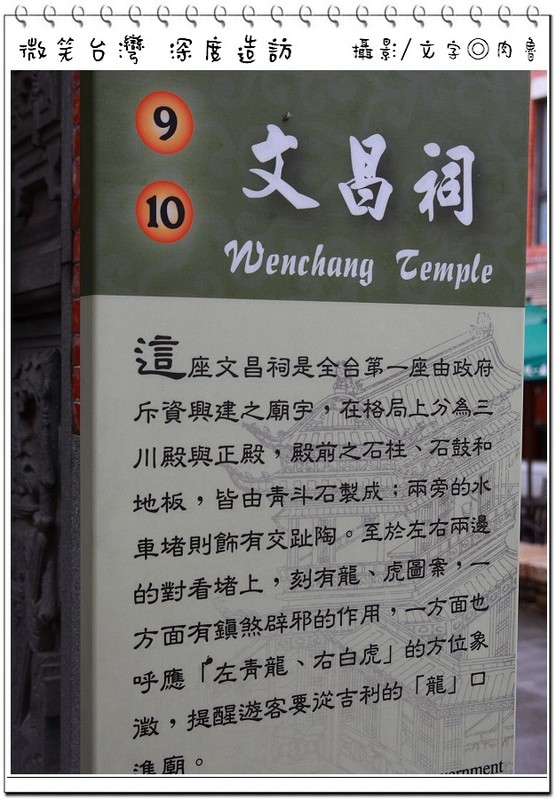 微笑台灣 深度造訪 攝影/文字◎肉魯
9
10
文昌祠
Wenchang Temple
這座文昌祠是全台第一座由政府
斥資興建之廟宇，在格局上分為三
川殿與正殿，殿前之石柱、石鼓和
地板，皆由青斗石製成；兩旁的水
車堵則飾有交趾陶。至於左右兩邊
的對看堵上，刻有龍、虎圖案，一
方面有鎮煞辟邪的作用，一方面也
呼應「左青龍、右白虎」的方位象
徵，提醒遊客要從吉利的「龍」口
進廟。